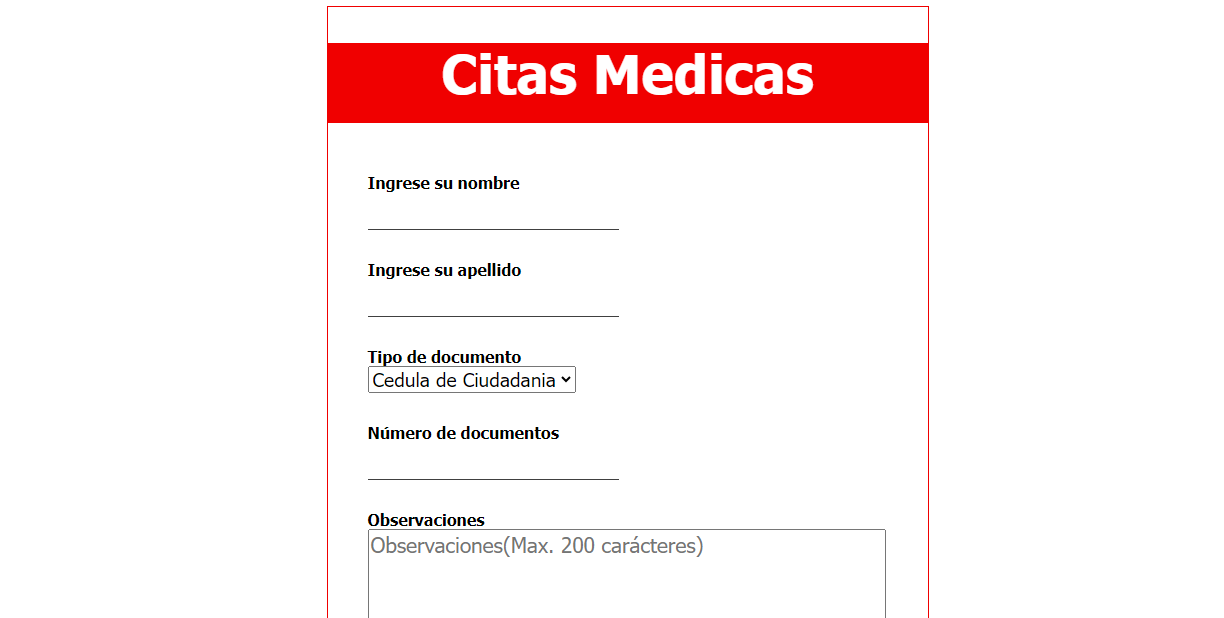 Citas Medicas
Ingrese su nombre
Ingrese su apellido
Tipo de documento
Cedula de Ciudadania
Número de documentos
Observaciones
Observaciones(Max. 200 carácteres)